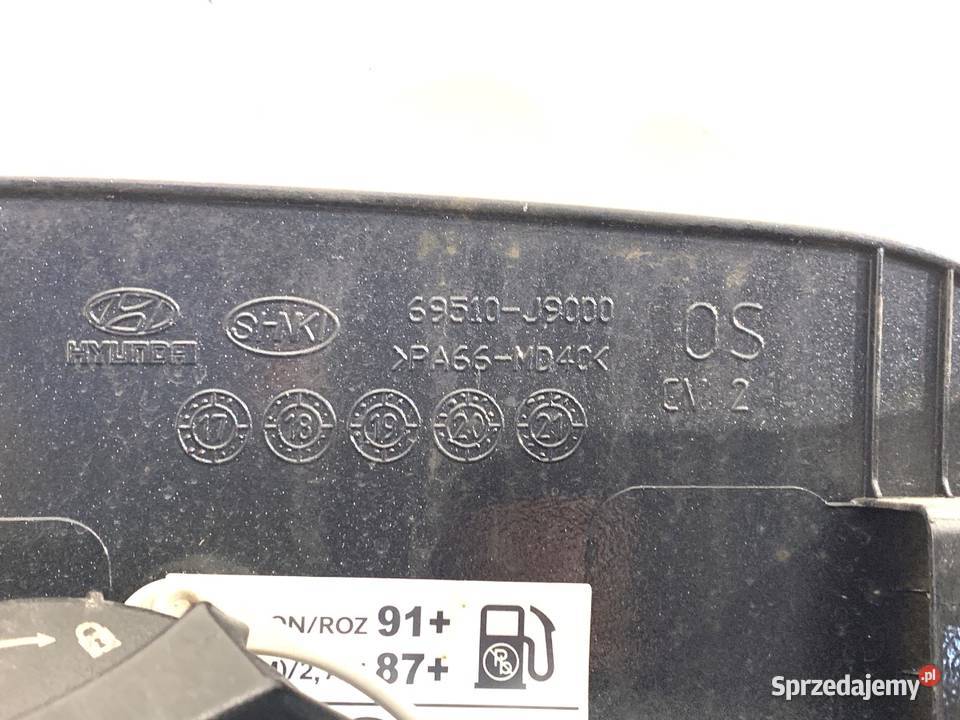 HYUNDAI
69510-J9000
>PA66-MD40<
OS
CV 2
17 18 19 20 21
ON/ROZ 91+
87+
Sprzedajemy.pl